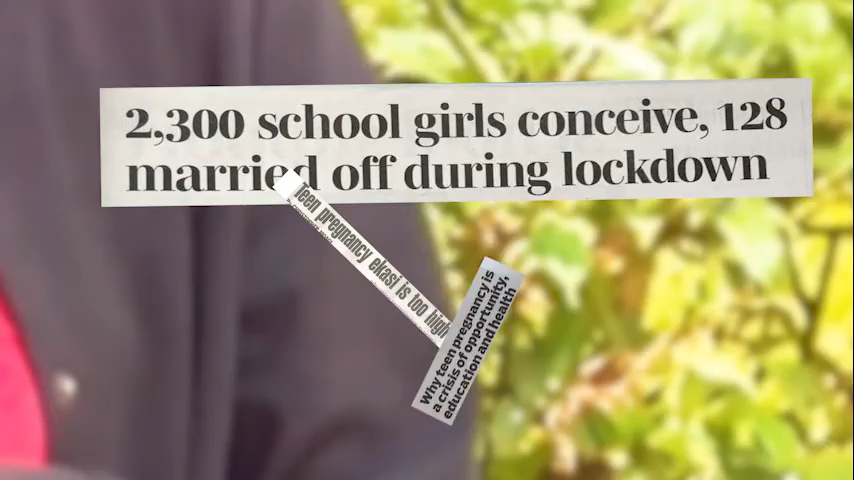 2,300 school girls conceive, 128
married off during lockdown
Teen pregnancy ekasi is too high
Why teen pregnancy is
a crisis of opportunity,
education and health